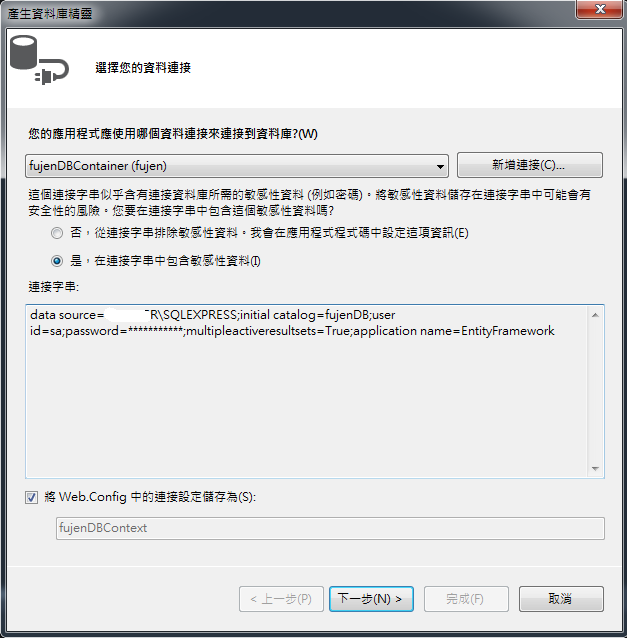 產生資料庫精靈
選擇您的資料連接
您的應用程式應使用哪個資料連接來連接到資料庫?(W)
fujenDBContainer (fujen)
新增連接(C)...
這個連接字串似乎含有連接資料庫所需的敏感性資料 (例如密碼)。將敏感性資料儲存在連接字串中可能會有
安全性的風險。您要在連接字串中包含這個敏感性資料嗎?
否，從連接字串排除敏感性資料。我會在應用程式程式碼中設定這項資訊(E)
是，在連接字串中包含敏感性資料(I)
連接字串:
data source= R\SQLEXPRESS;initial catalog=fujenDB;user
id=sa;password=***********;multipleactiveresultsets=True;application name=EntityFramework
將 Web.Config 中的連接設定儲存為(S):
fujenDBContext
< 上一步(P)
下一步(N) >
完成(F)
取消